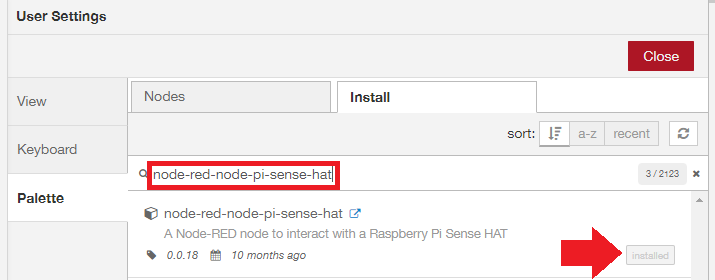 User Settings
Close
View
Nodes
Install
sort: a-z recent
Keyboard
node-red-node-pi-sense-hat 3 / 2123
Palette
node-red-node-pi-sense-hat
A Node-RED node to interact with a Raspberry Pi Sense HAT
0.0.18 10 months ago installed